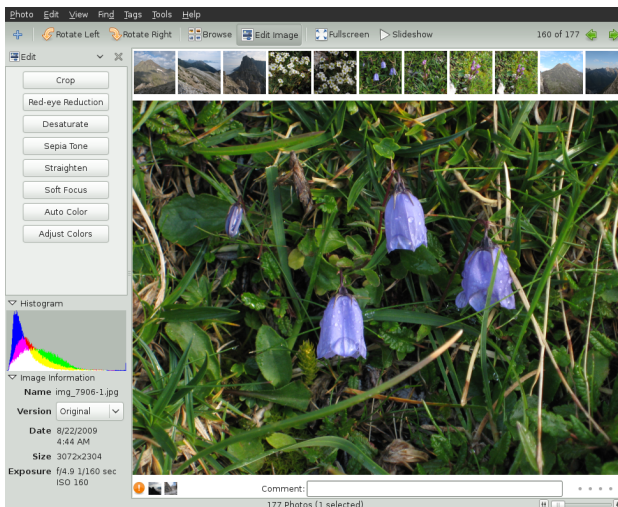 Photo Edit View Find Tags Tools Help
Rotate Left Rotate Right Browse Edit Image Fullscreen Slideshow 160 of 177
Edit
Crop
Red-eye Reduction
Desaturate
Sepia Tone
Straighten
Soft Focus
Auto Color
Adjust Colors
Histogram
Image Information
Name img_7906-1.jpg
Version Original
Date 8/22/2009
4:44 AM
Size 3072x2304
Exposure f/4.9 1/160 sec
ISO 160
Comment:
177 Photos (1 selected)